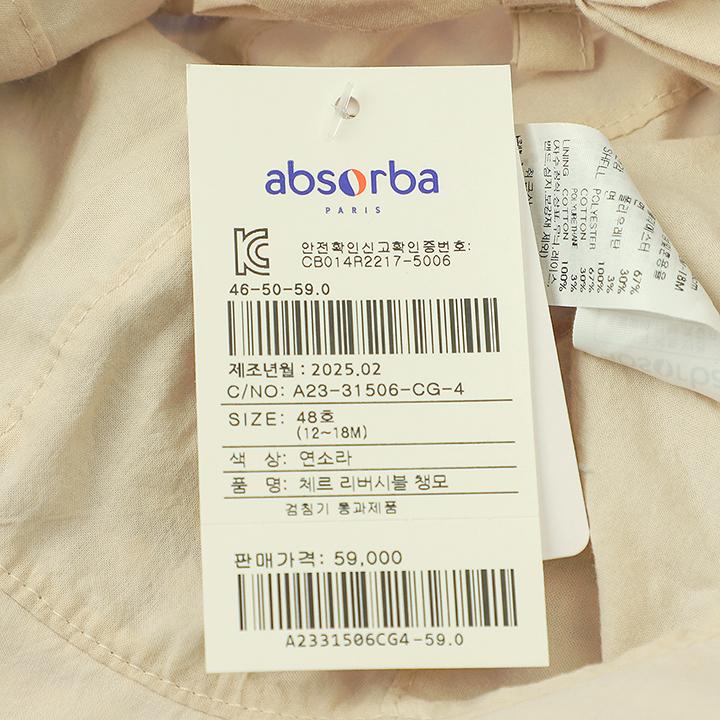 absorba
PARIS
안전확인신고확인증번호:
CB014R2217-5006
46-50-59.0
제조년월 : 2025.02
C/NO: A23-31506-CG-4
SIZE: 48호
(12~18M)
색 상: 연소라
품 명: 체르 리버시블 챙모
검침기 통과제품
판매가격: 59,000
A2331506CG4-59.0
SHELL POLYESTER 67%
COTTON 30%
POLYURETHANE 3%
LINING COTTON 100%